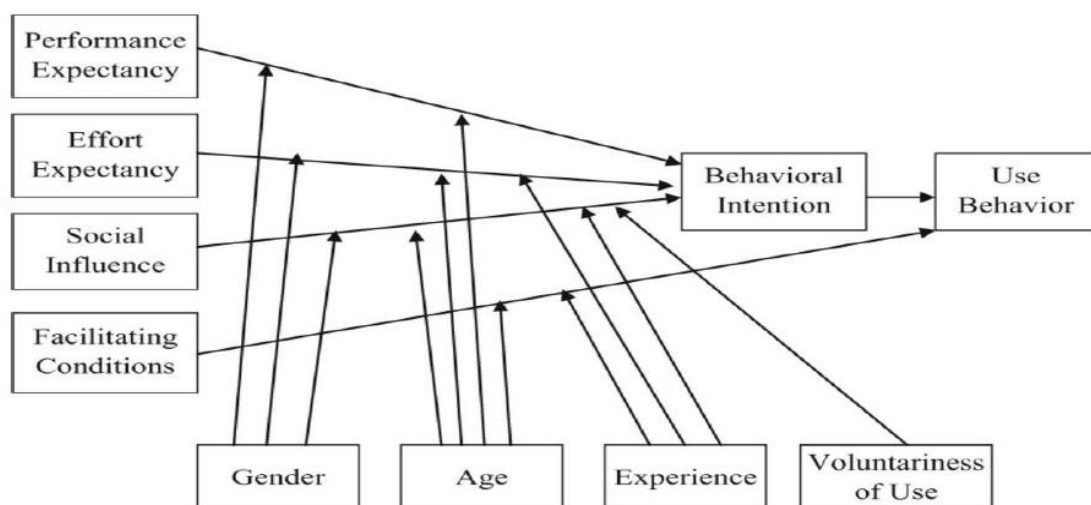 Performance
Expectancy
Effort
Expectancy
Social
Influence
Facilitating
Conditions
Behavioral
Intention
Use
Behavior
Gender
Age
Experience
Voluntariness
of Use